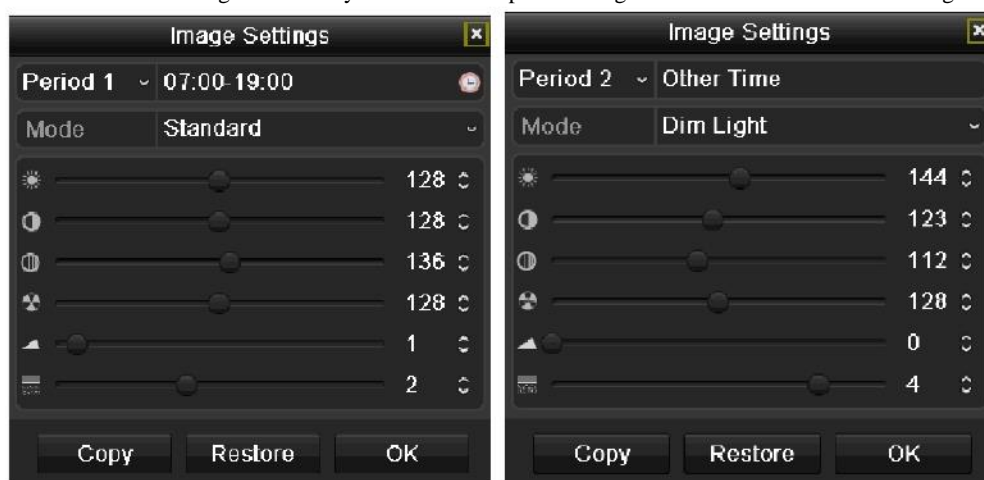 Image Settings
Period 1 07:00-19:00
Mode Standard
128
128
136
128
1
2
Copy Restore OK
Image Settings
Period 2 Other Time
Mode Dim Light
144
123
112
128
0
4
Copy Restore OK